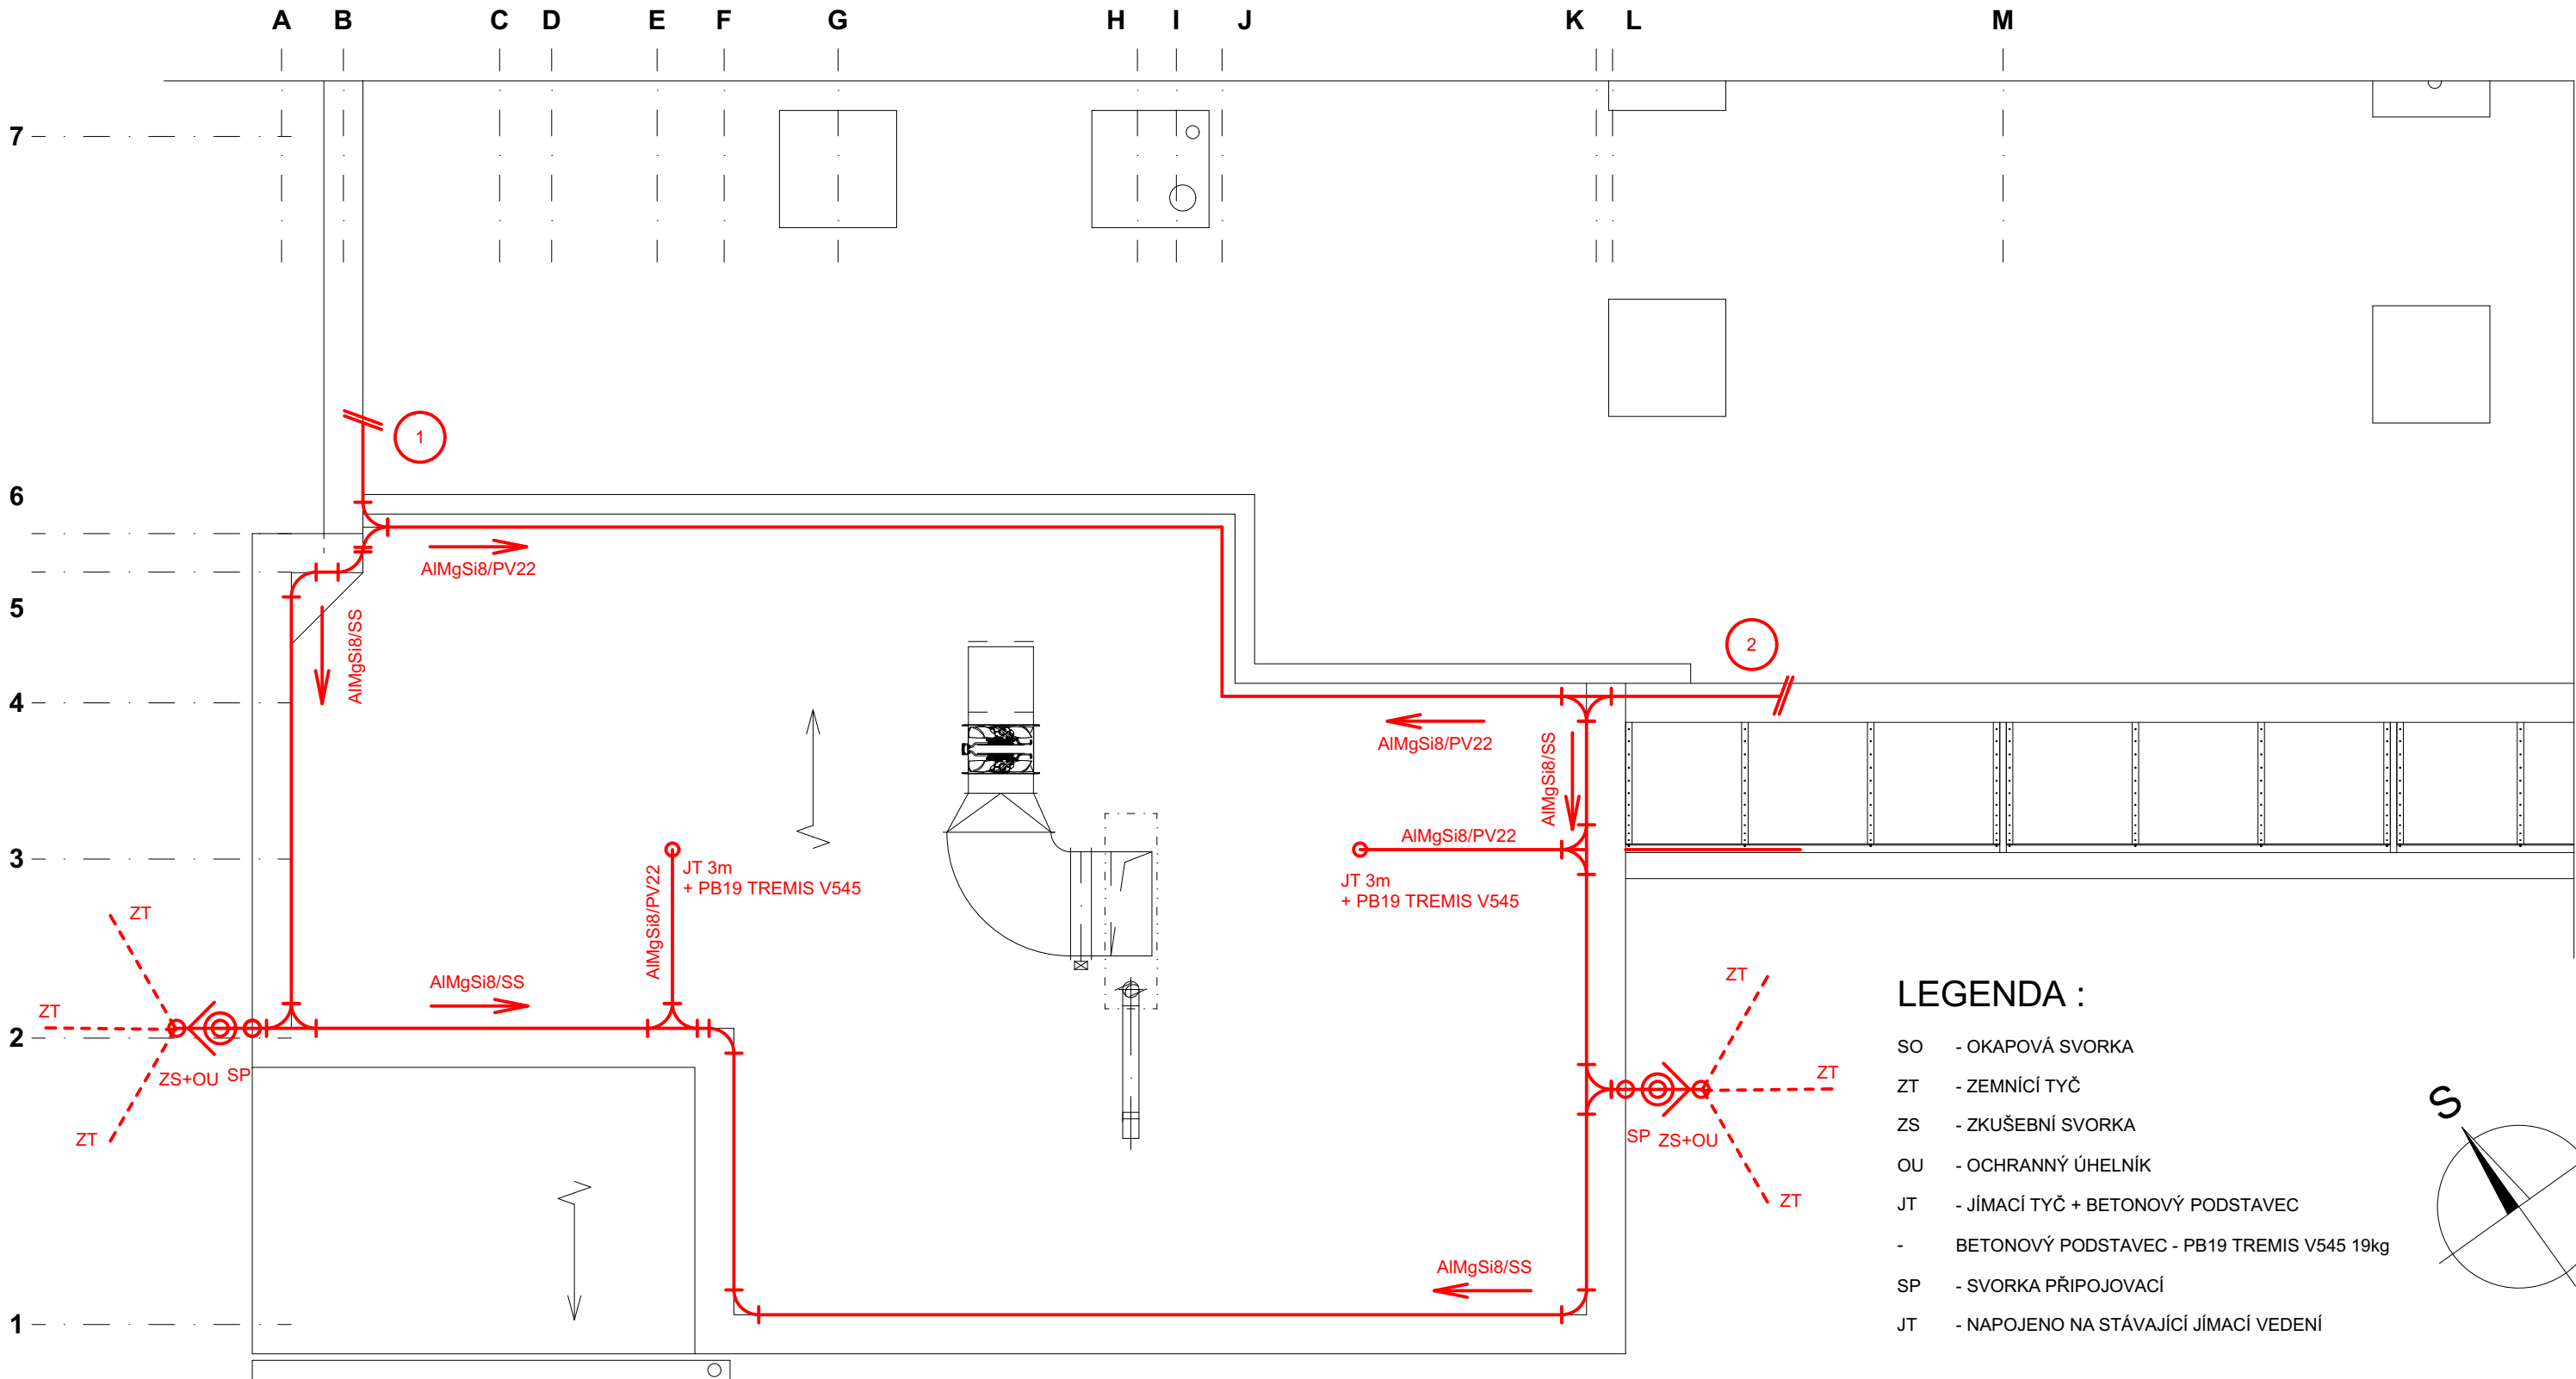 A B C D E F G H I J K L M
7
1
6
AlMgSi8/PV22
5
AlMgSi8/SS
2
4
AlMgSi8/PV22
AlMgSi8/SS
AlMgSi8/PV22
3
JT 3m
+ PB19 TREMIS V545
AlMgSi8/PV22
JT 3m
+ PB19 TREMIS V545
ZT
ZT
ZT
AlMgSi8/SS
2
ZS+OU SP
ZT
ZT
ZT
SP ZS+OU
ZT
AlMgSi8/SS
1
LEGENDA :
SO - OKAPOVÁ SVORKA
ZT - ZEMNÍCÍ TYČ
ZS - ZKUŠEBNÍ SVORKA
OU - OCHRANNÝ ÚHELNÍK
JT - JÍMACÍ TYČ + BETONOVÝ PODSTAVEC
- BETONOVÝ PODSTAVEC - PB19 TREMIS V545 19kg
SP - SVORKA PŘIPOJOVACÍ
JT - NAPOJENO NA STÁVAJÍCÍ JÍMACÍ VEDENÍ
S